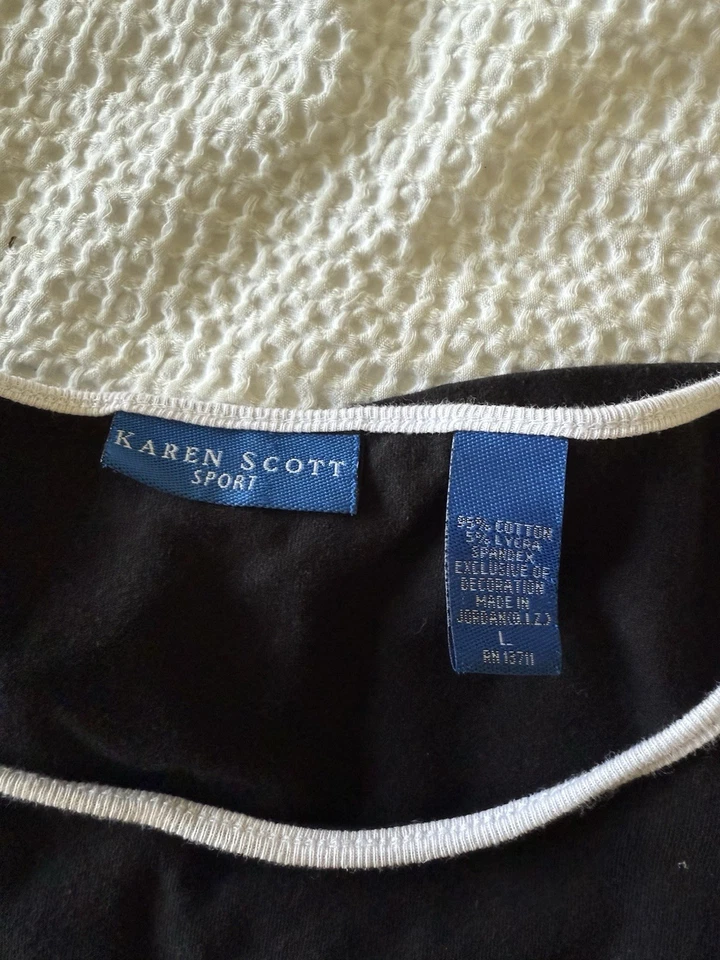 KAREN SCOTT
SPORT
95% COTTON
5% LYCRA
SPANDEX
EXCLUSIVE OF
DECORATION
MADE IN
JORDAN(Q.I.Z.)
L
RN 13711